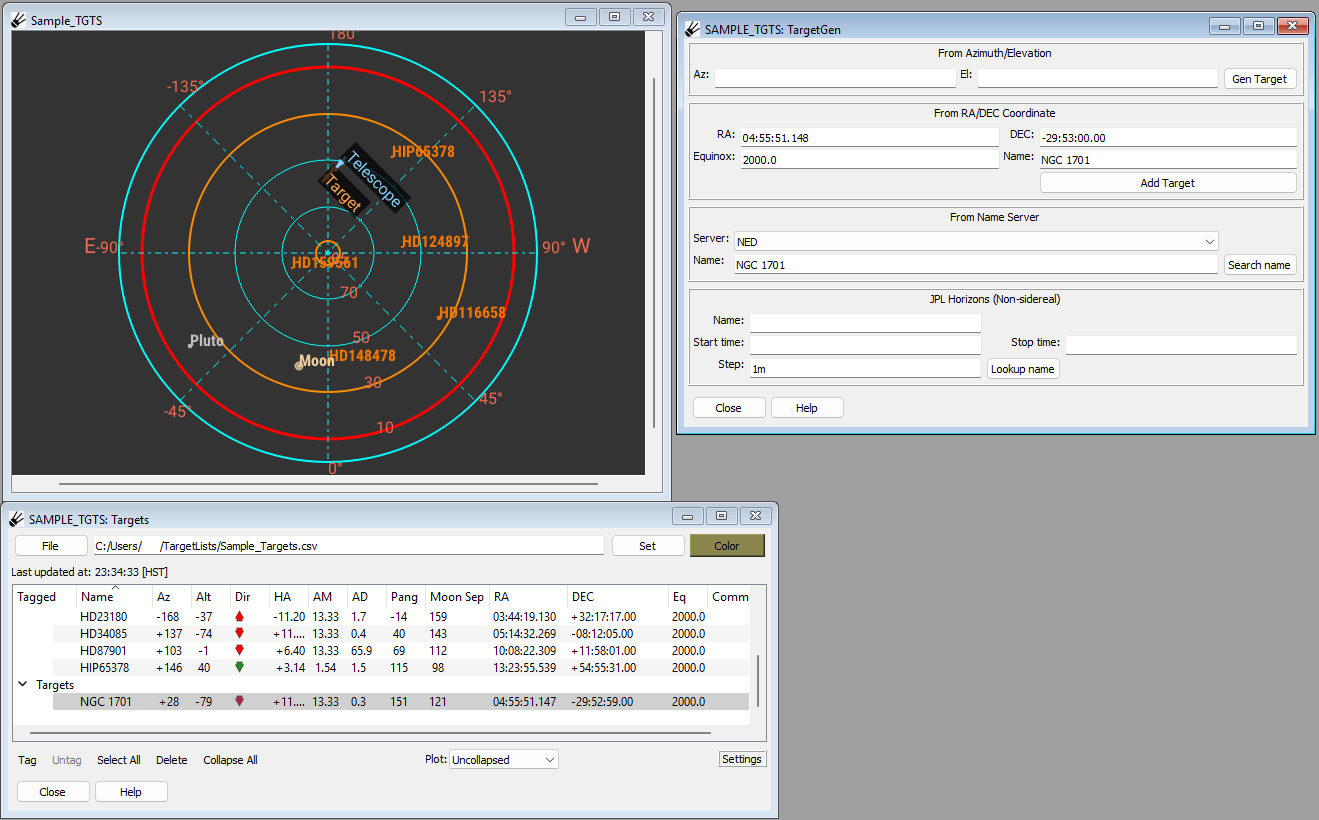 Sample_TGTS
180
-135°
135°
HIP65378
Telescope
Target
E -90°
HD124897
90° W
HD159561
70
HD116658
Pluto
50
Moon
HD148478
30
-45°
45°
10
0°
SAMPLE_TGTS: TargetGen
From Azimuth/Elevation
Az:
El:
Gen Target
From RA/DEC Coordinate
RA: 04:55:51.148
DEC: -29:53:00.00
Equinox: 2000.0
Name: NGC 1701
Add Target
From Name Server
Server: NED
Name: NGC 1701
Search name
JPL Horizons (Non-sidereal)
Name:
Start time:
Stop time:
Step: 1m
Lookup name
Close Help
SAMPLE_TGTS: Targets
File C:/Users/ /TargetLists/Sample_Targets.csv Set Color
Last updated at: 23:34:33 [HST]
Tagged Name Az Alt Dir HA AM AD Pang Moon Sep RA DEC Eq Comm
HD23180 -168 -37 -11.20 13.33 1.7 -14 159 03:44:19.130 +32:17:17.00 2000.0
HD34085 +137 -74 +11.... 13.33 0.4 40 143 05:14:32.269 -08:12:05.00 2000.0
HD87901 +103 -1 +6.40 13.33 65.9 69 112 10:08:22.309 +11:58:01.00 2000.0
HIP65378 +146 40 +3.14 1.54 1.5 115 98 13:23:55.539 +54:55:31.00 2000.0
Targets
NGC 1701 +28 -79 +11.... 13.33 0.3 151 121 04:55:51.147 -29:52:59.00 2000.0
Tag Untag Select All Delete Collapse All Plot: Uncollapsed Settings
Close Help